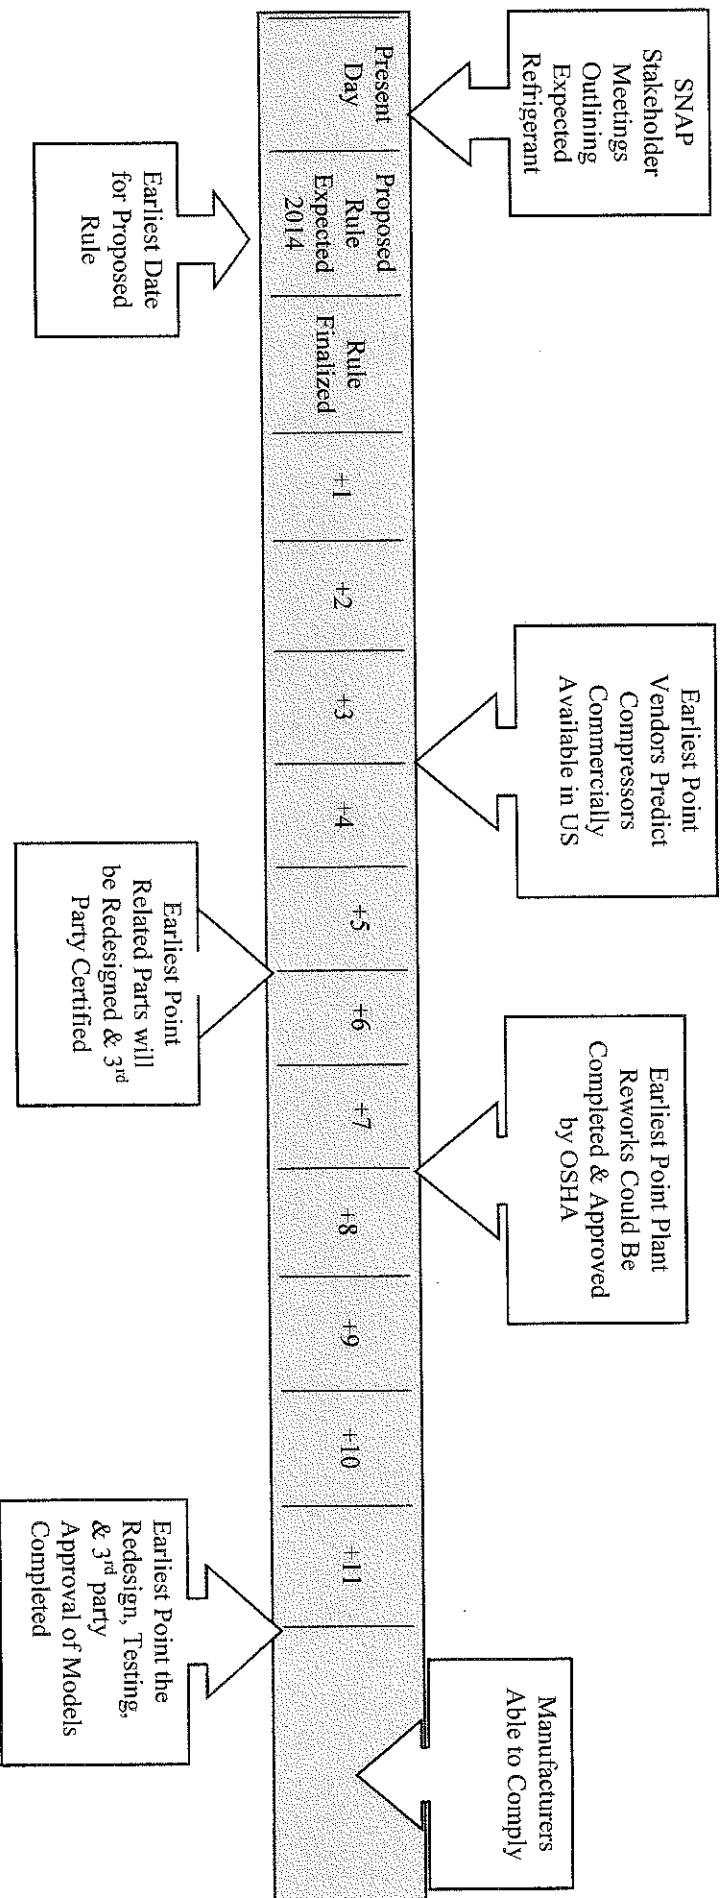 SNAP
Stakeholder
Meetings
Outlining
Expected
Refrigerant
Earliest Point
Vendors Predict
Compressors
Commercially
Available in US
Earliest Point Plant
Reworks Could Be
Completed & Approved
by OSHA
Manufacturers
Able to Comply
Present
Day
Proposed
Rule
Expected
2014
Rule
Finalized
+1
+2
+3
+4
+5
+6
+7
+8
+9
+10
+11
Earliest Date
for Proposed
Rule
Earliest Point
Related Parts will
be Redesigned & 3rd
Party Certified
Earliest Point the
Redesign, Testing,
& 3rd party
Approval of Models
Completed